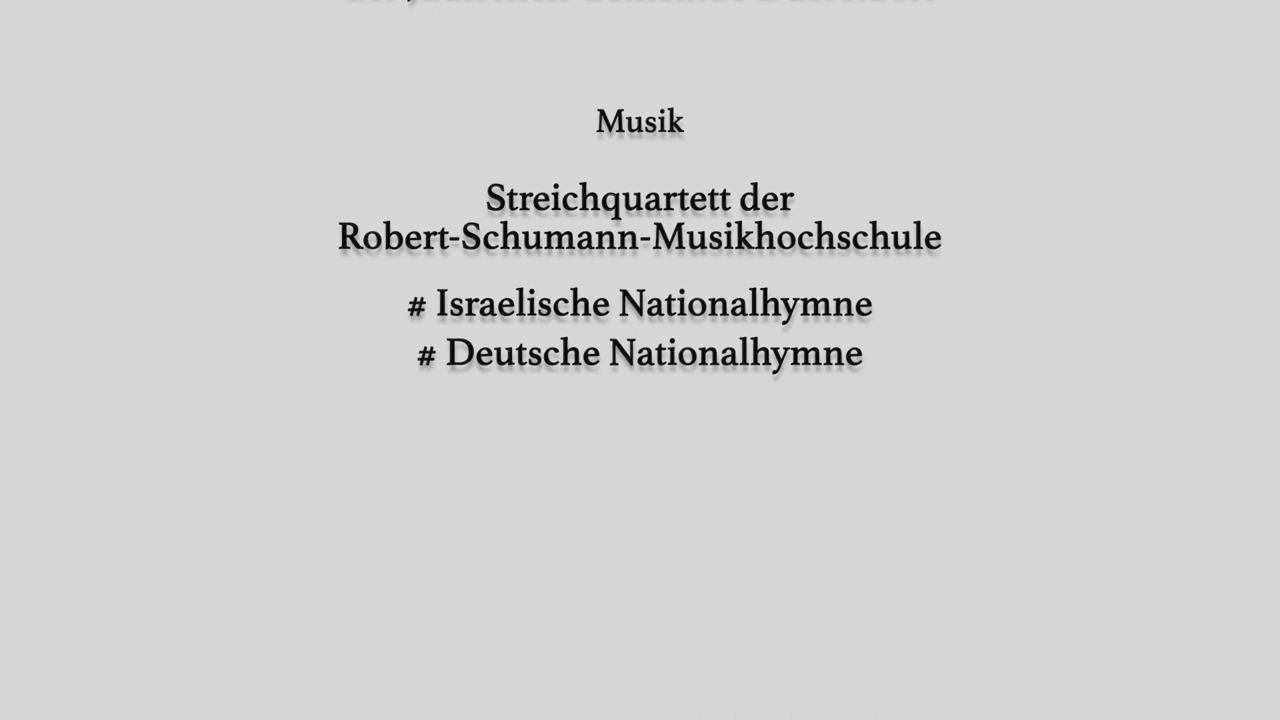 Musik
Streichquartett der
Robert-Schumann-Musikhochschule
# Israelische Nationalhymne
# Deutsche Nationalhymne